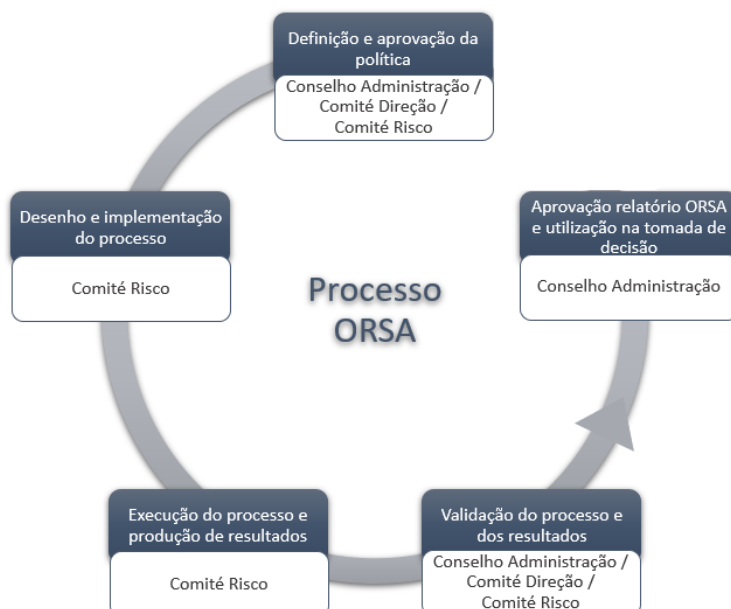 Definição e aprovação da
política
Conselho Administração /
Comité Direção /
Comité Risco
Desenho e implementação
do processo
Comité Risco
Aprovação relatório ORSA
e utilização na tomada de
decisão
Conselho Administração
Processo
ORSA
Execução do processo e
produção de resultados
Comité Risco
Validação do processo e
dos resultados
Conselho Administração /
Comité Direção /
Comité Risco